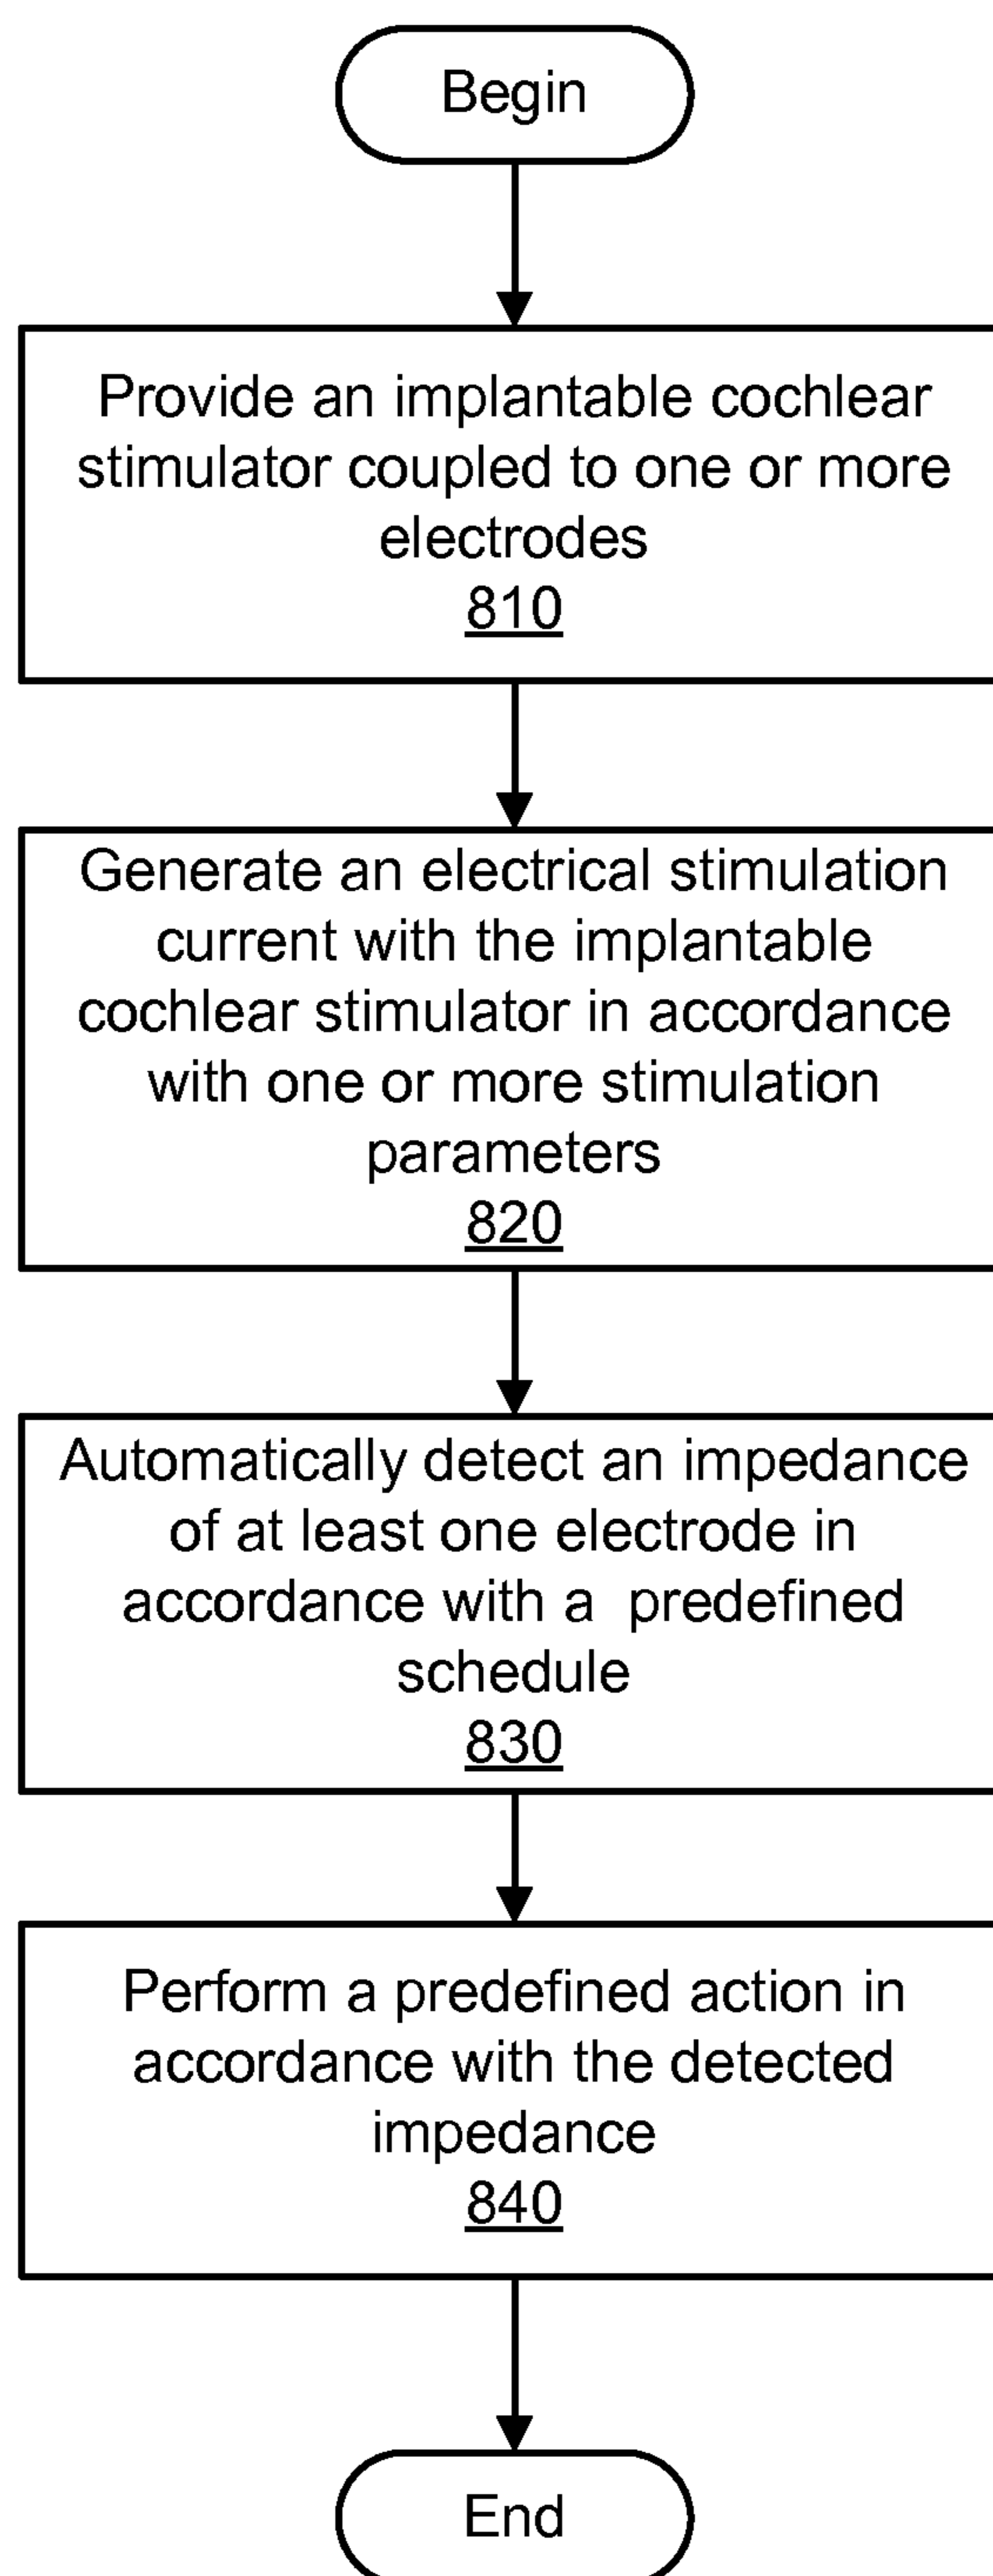 Begin
Provide an implantable cochlear
stimulator coupled to one or more
electrodes
810
Generate an electrical stimulation
current with the implantable
cochlear stimulator in accordance
with one or more stimulation
parameters
820
Automatically detect an impedance
of at least one electrode in
accordance with a  predefined
schedule
830
Perform a predefined action in
accordance with the detected
impedance
840
End